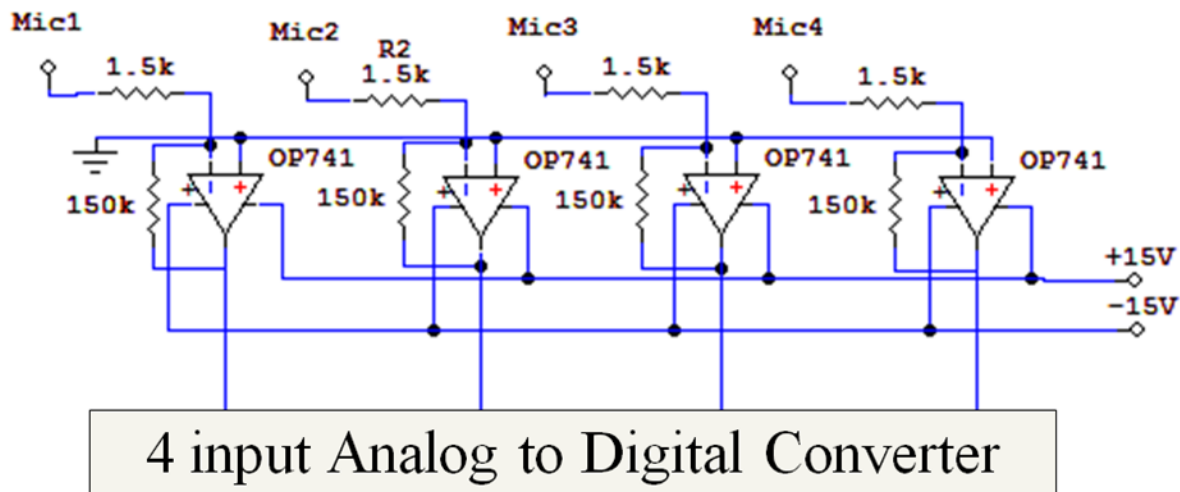 Mic1
Mic2
Mic3
Mic4
1.5k
R2
1.5k
1.5k
1.5k
OP741
OP741
OP741
OP741
+ - +
+ - +
+ - +
+ - +
150k
150k
150k
150k
+15V
-15V
4 input Analog to Digital Converter